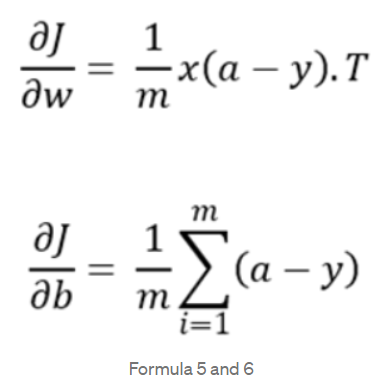 ∂J/∂w = 1/m x(a − y).T
∂J/∂b = 1/m ∑_{i=1}^{m} (a − y)
Formula 5 and 6